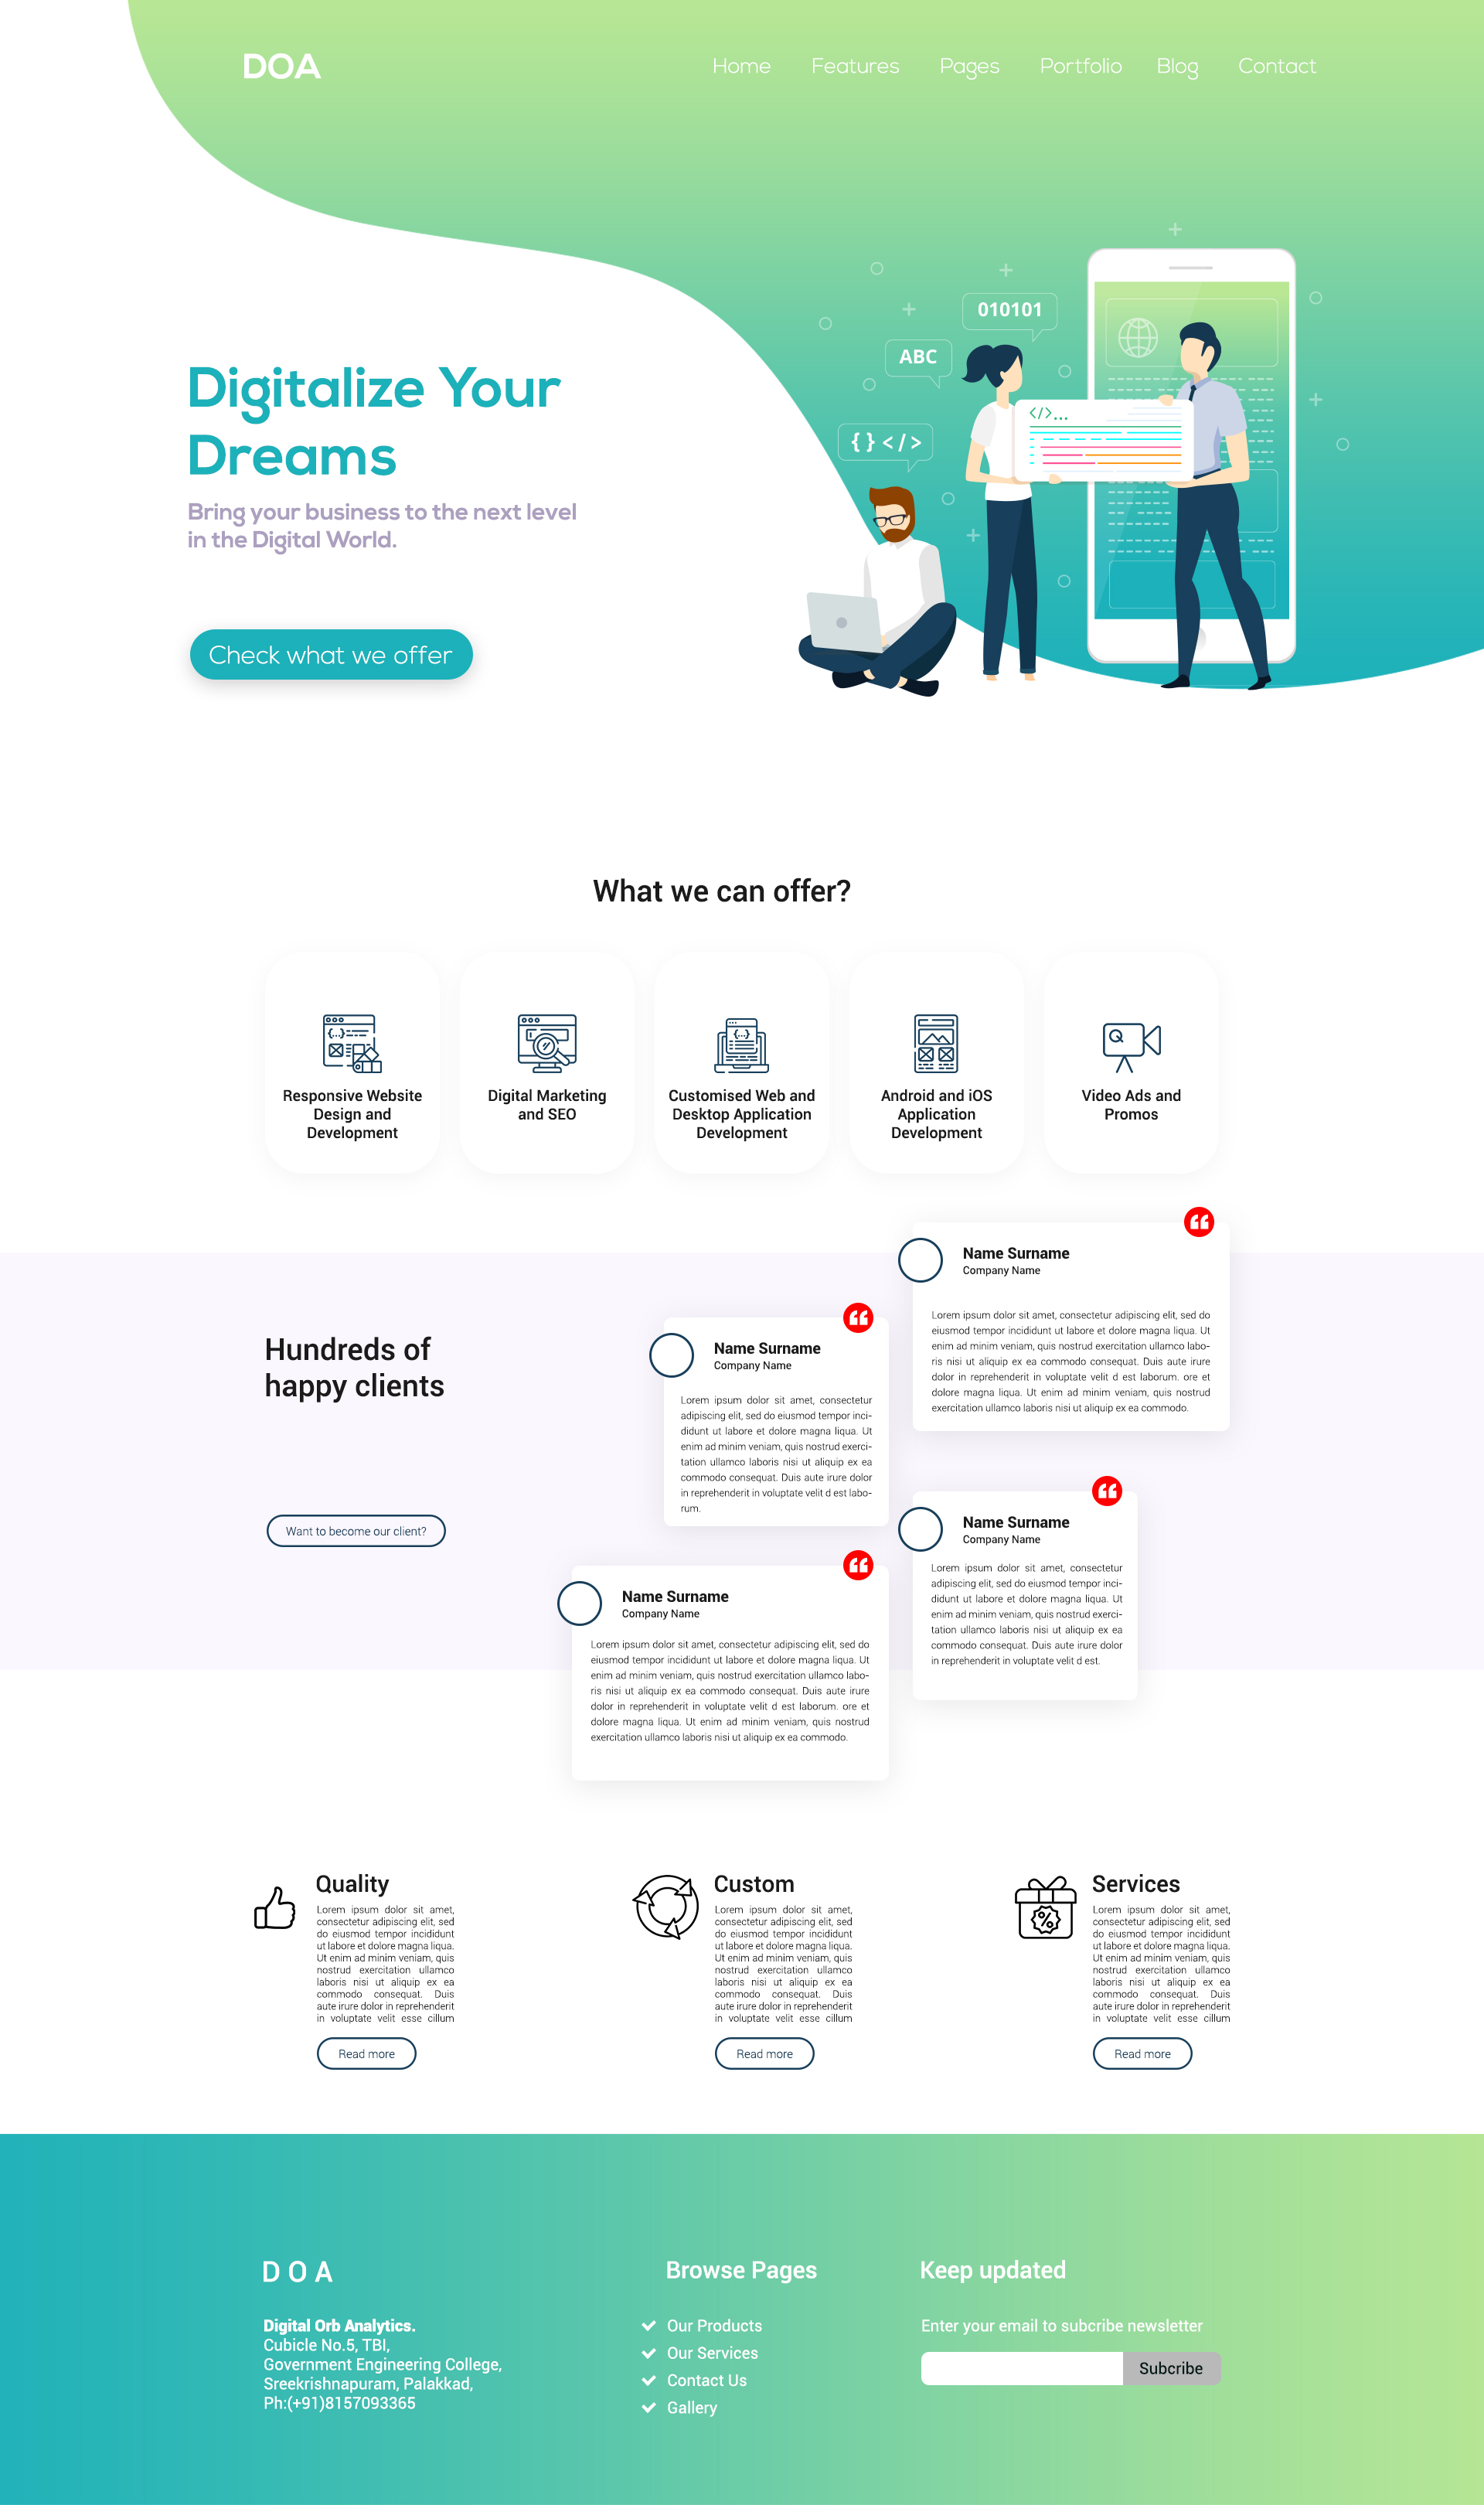 DOA
Home Features Pages Portfolio Blog Contact
010101
ABC
{ } < / >
</>...
Digitalize Your
Dreams
Bring your business to the next level
in the Digital World.
Check what we offer
What we can offer?
Responsive Website
Design and
Development
Digital Marketing
and SEO
Customised Web and
Desktop Application
Development
Android and iOS
Application
Development
Video Ads and
Promos
Hundreds of
happy clients
Want to become our client?
Name Surname
Company Name
Lorem ipsum dolor sit amet, consectetur adipiscing elit, sed do
eiusmod tempor incididunt ut labore et dolore magna liqua. Ut
enim ad minim veniam, quis nostrud exercitation ullamco labo-
ris nisi ut aliquip ex ea commodo consequat. Duis aute irure
dolor in reprehenderit in voluptate velit d est laborum. ore et
dolore magna liqua. Ut enim ad minim veniam, quis nostrud
exercitation ullamco laboris nisi ut aliquip ex ea commodo.
Name Surname
Company Name
Lorem ipsum dolor sit amet, consectetur
adipiscing elit, sed do eiusmod tempor inci-
didunt ut labore et dolore magna liqua. Ut
enim ad minim veniam, quis nostrud exerci-
tation ullamco laboris nisi ut aliquip ex ea
commodo consequat. Duis aute irure dolor
in reprehenderit in voluptate velit d est labo-
rum.
Name Surname
Company Name
Lorem ipsum dolor sit amet, consectetur
adipiscing elit, sed do eiusmod tempor inci-
didunt ut labore et dolore magna liqua. Ut
enim ad minim veniam, quis nostrud exerci-
tation ullamco laboris nisi ut aliquip ex ea
commodo consequat. Duis aute irure dolor
in reprehenderit in voluptate velit d est.
Name Surname
Company Name
Lorem ipsum dolor sit amet, consectetur adipiscing elit, sed do
eiusmod tempor incididunt ut labore et dolore magna liqua. Ut
enim ad minim veniam, quis nostrud exercitation ullamco labo-
ris nisi ut aliquip ex ea commodo consequat. Duis aute irure
dolor in reprehenderit in voluptate velit d est laborum. ore et
dolore magna liqua. Ut enim ad minim veniam, quis nostrud
exercitation ullamco laboris nisi ut aliquip ex ea commodo.
Quality
Lorem ipsum dolor sit amet,
consectetur adipiscing elit, sed
do eiusmod tempor incididunt
ut labore et dolore magna liqua.
Ut enim ad minim veniam, quis
nostrud exercitation ullamco
laboris nisi ut aliquip ex ea
commodo consequat. Duis
aute irure dolor in reprehenderit
in voluptate velit esse cillum
Read more
Custom
Lorem ipsum dolor sit amet,
consectetur adipiscing elit, sed
do eiusmod tempor incididunt
ut labore et dolore magna liqua.
Ut enim ad minim veniam, quis
nostrud exercitation ullamco
laboris nisi ut aliquip ex ea
commodo consequat. Duis
aute irure dolor in reprehenderit
in voluptate velit esse cillum
Read more
Services
Lorem ipsum dolor sit amet,
consectetur adipiscing elit, sed
do eiusmod tempor incididunt
ut labore et dolore magna liqua.
Ut enim ad minim veniam, quis
nostrud exercitation ullamco
laboris nisi ut aliquip ex ea
commodo consequat. Duis
aute irure dolor in reprehenderit
in voluptate velit esse cillum
Read more
D O A
Digital Orb Analytics.
Cubicle No.5, TBI,
Government Engineering College,
Sreekrishnapuram, Palakkad,
Ph:(+91)8157093365
Browse Pages
Our Products
Our Services
Contact Us
Gallery
Keep updated
Enter your email to subcribe newsletter
Subcribe